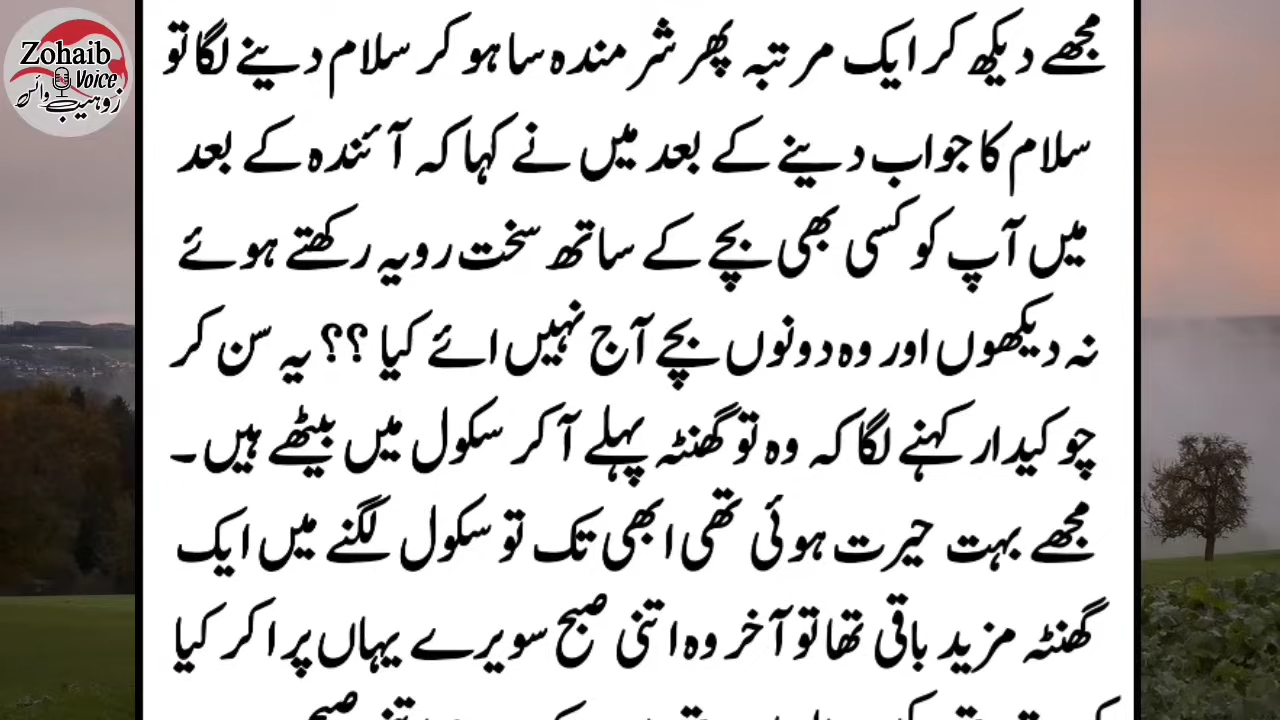 Zohaib
Voice
زوہیب وائس
مجھے دیکھ کر ایک مرتبہ پھر شرمندہ سا ہو کر سلام دینے لگا تو
سلام کا جواب دینے کے بعد میں نے کہا کہ آئندہ کے بعد
میں آپ کو کسی بھی بچے کے ساتھ سخت رویہ رکھتے ہوئے
نہ دیکھوں اور وہ دونوں بچے آج نہیں ائے کیا ؟؟ یہ سن کر
چوکیدار کہنے لگا کہ وہ تو گھنٹہ پہلے آ کر سکول میں بیٹھے ہیں۔
مجھے بہت حیرت ہوئی تھی ابھی تک تو سکول لگنے میں ایک
گھنٹہ مزید باقی تھا تو آخر وہ اتنی صبح سویرے یہاں پر ا کر کیا